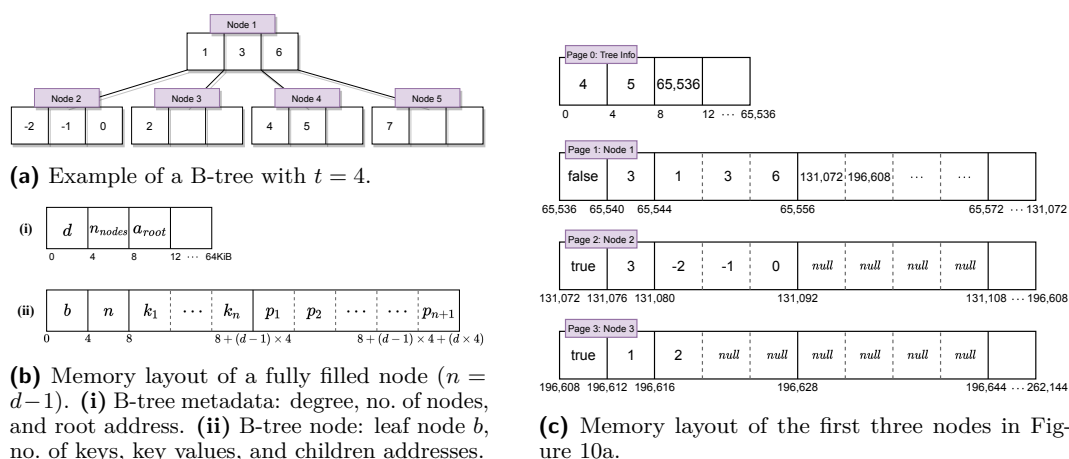 Node 1
1 3 6
Node 2 Node 3 Node 4 Node 5
-2 -1 0 2 4 5 7
(a) Example of a B-tree with t = 4.
(i) d n_nodes a_root
0 4 8 12 ⋯ 64KiB
(ii) b n k_1 ⋯ k_n p_1 p_2 ⋯ ⋯ p_{n+1}
0 4 8 8 + (d − 1) × 4 8 + (d − 1) × 4 + (d × 4)
(b) Memory layout of a fully filled node (n =
d−1). (i) B-tree metadata: degree, no. of nodes,
and root address. (ii) B-tree node: leaf node b,
no. of keys, key values, and children addresses.
Page 0: Tree Info
4 5 65,536
0 4 8 12 ⋯ 65,536
Page 1: Node 1
false 3 1 3 6 131,072 196,608 ⋯ ⋯
65,536 65,540 65,544 65,556 65,572 ⋯ 131,072
Page 2: Node 2
true 3 -2 -1 0 null null null null
131,072 131,076 131,080 131,092 131,108 ⋯ 196,608
Page 3: Node 3
true 1 2 null null null null null null
196,608 196,612 196,616 196,628 196,644 ⋯ 262,144
(c) Memory layout of the first three nodes in Fig-
ure 10a.